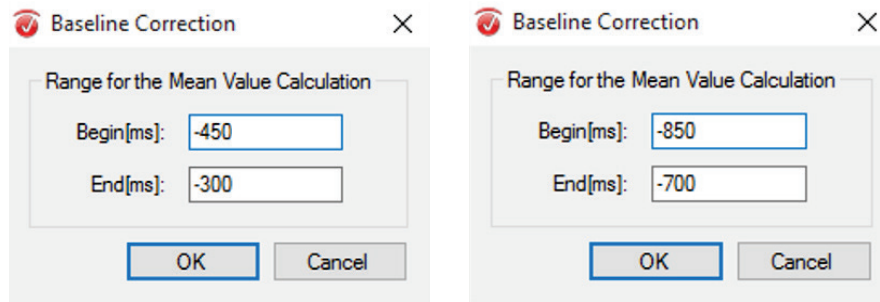 Baseline Correction
Range for the Mean Value Calculation
Begin[ms]: -450
End[ms]: -300
OK Cancel
Baseline Correction
Range for the Mean Value Calculation
Begin[ms]: -850
End[ms]: -700
OK Cancel